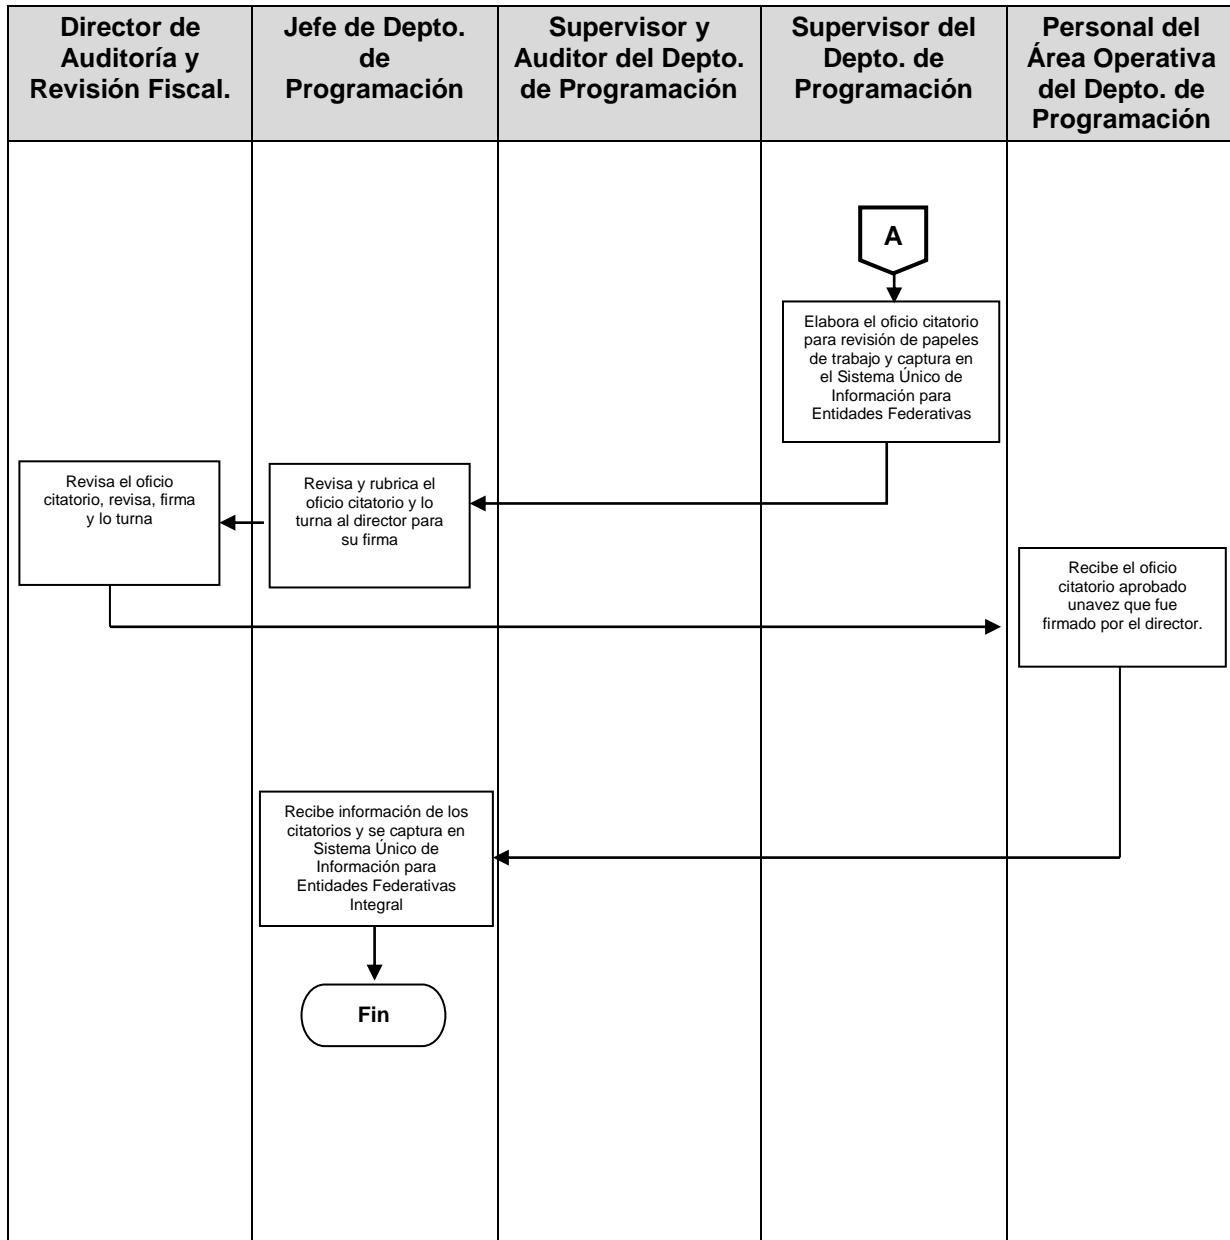 Director de
Auditoría y
Revisión Fiscal.
Jefe de Depto.
de
Programación
Supervisor y
Auditor del Depto.
de Programación
Supervisor del
Depto. de
Programación
Personal del
Área Operativa
del Depto. de
Programación
A
Elabora el oficio citatorio
para revisión de papeles
de trabajo y captura en
el Sistema Único de
Información para
Entidades Federativas
Revisa y rubrica el
oficio citatorio y lo
turna al director para
su firma
Revisa el oficio
citatorio, revisa, firma
y lo turna
Recibe el oficio
citatorio aprobado
unavez que fue
firmado por el director.
Recibe información de los
citatorios y se captura en
Sistema Único de
Información para
Entidades Federativas
Integral
Fin